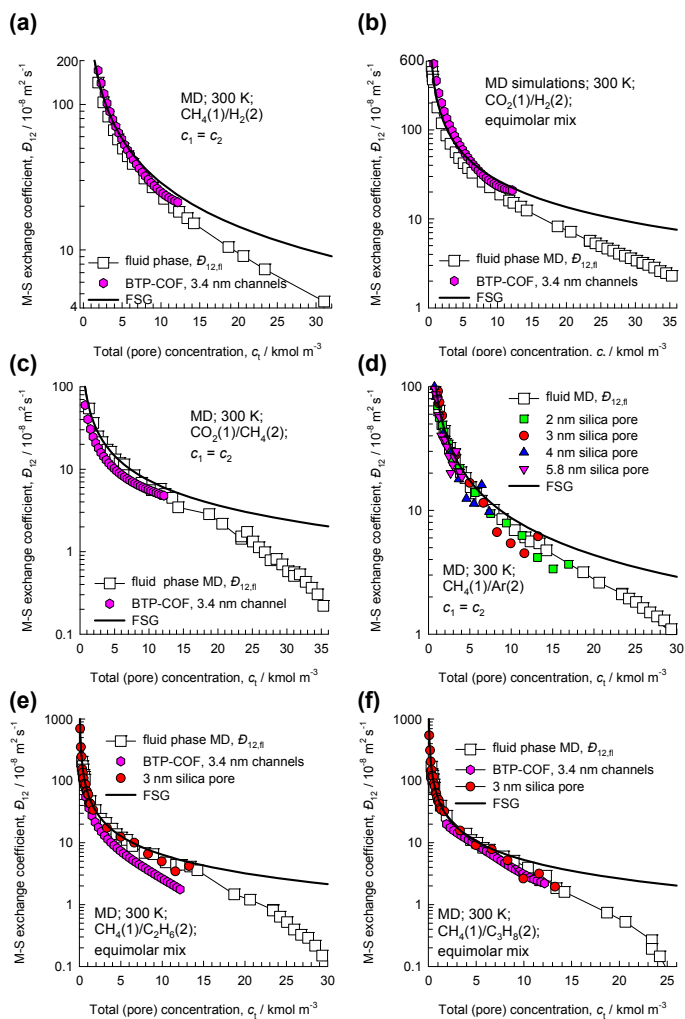 (a)
200
100
10
4
M-S exchange coefficient, Đ12 / 10-8 m2 s-1
MD; 300 K;
CH4(1)/H2(2)
c1 = c2
fluid phase, Đ12,fl
BTP-COF, 3.4 nm channels
FSG
0 5 10 15 20 25 30
Total (pore) concentration, ct / kmol m-3
(b)
600
100
10
1
M-S exchange coefficient, Đ12 / 10-8 m2 s-1
MD simulations; 300 K;
CO2(1)/H2(2);
equimolar mix
fluid phase MD, Đ12,fl
BTP-COF, 3.4 nm channels
FSG
0 5 10 15 20 25 30 35
Total (pore) concentration, c / kmol m-3
(c)
100
10
1
0.1
M-S exchange coefficient, Đ12 / 10-8 m2 s-1
MD; 300 K;
CO2(1)/CH4(2);
c1 = c2
fluid phase MD, Đ12,fl
BTP-COF, 3.4 nm channel
FSG
0 5 10 15 20 25 30 35
Total (pore) concentration, ct / kmol m-3
(d)
100
10
1
M-S exchange coefficient, Đ12 / 10-8 m2 s-1
fluid MD, Đ12,fl
2 nm silica pore
3 nm silica pore
4 nm silica pore
5.8 nm silica pore
FSG
MD; 300 K;
CH4(1)/Ar(2)
c1 = c2
0 5 10 15 20 25 30
Total (pore) concentration, ct / kmol m-3
(e)
1000
100
10
1
0.1
M-S exchange coefficient, Đ12 / 10-8 m2 s-1
fluid phase MD, Đ12,fl
BTP-COF, 3.4 nm channels
3 nm silica pore
FSG
MD; 300 K;
CH4(1)/C2H6(2);
equimolar mix
0 5 10 15 20 25 30
Total (pore) concentration, ct / kmol m-3
(f)
1000
100
10
1
0.1
M-S exchange coefficient, Đ12 / 10-8 m2 s-1
fluid phase MD, Đ12,fl
BTP-COF, 3.4 nm channels
3 nm silica pore
FSG
MD; 300 K;
CH4(1)/C3H8(2);
equimolar mix
0 5 10 15 20 25
Total (pore) concentration, ct / kmol m-3